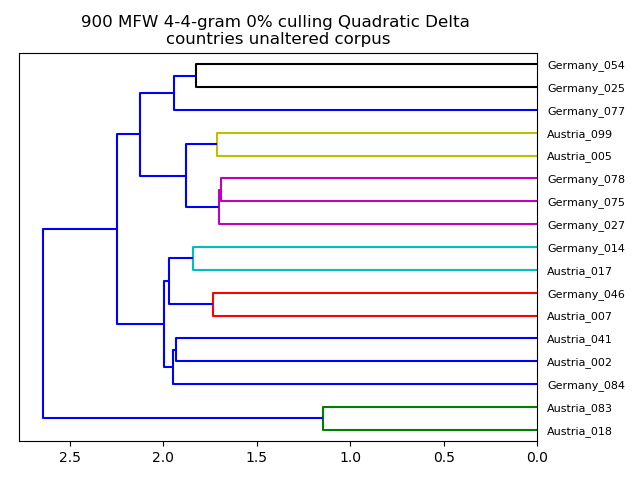 900 MFW 4-4-gram 0% culling Quadratic Delta
countries unaltered corpus
Germany_054
Germany_025
Germany_077
Austria_099
Austria_005
Germany_078
Germany_075
Germany_027
Germany_014
Austria_017
Germany_046
Austria_007
Austria_041
Austria_002
Germany_084
Austria_083
Austria_018
2.5 2.0 1.5 1.0 0.5 0.0